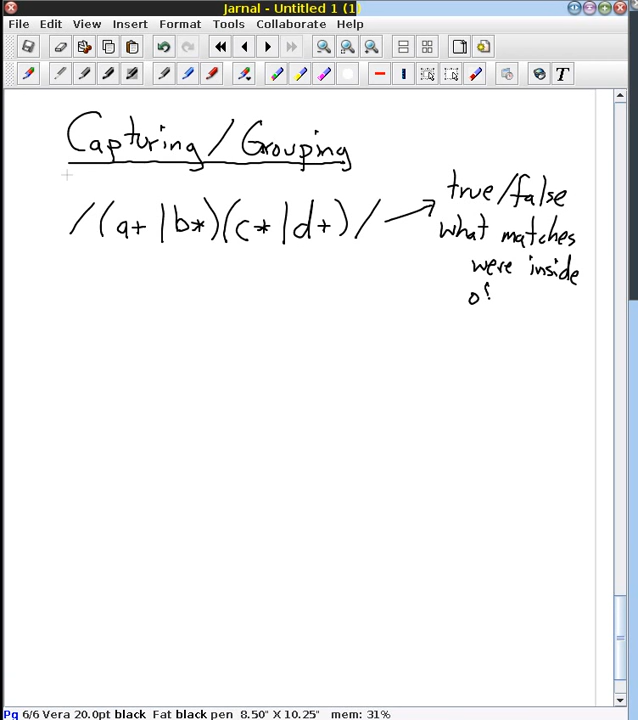 Jarnal - Untitled 1 (1)
File Edit View Insert Format Tools Collaborate Help
T
Capturing / Grouping
/(a+|b*)(c*|d+)/
true/false
what matches
were inside
of
Pg 6/6 Vera 20.0pt black Fat black pen 8.50" X 10.25" mem: 31%